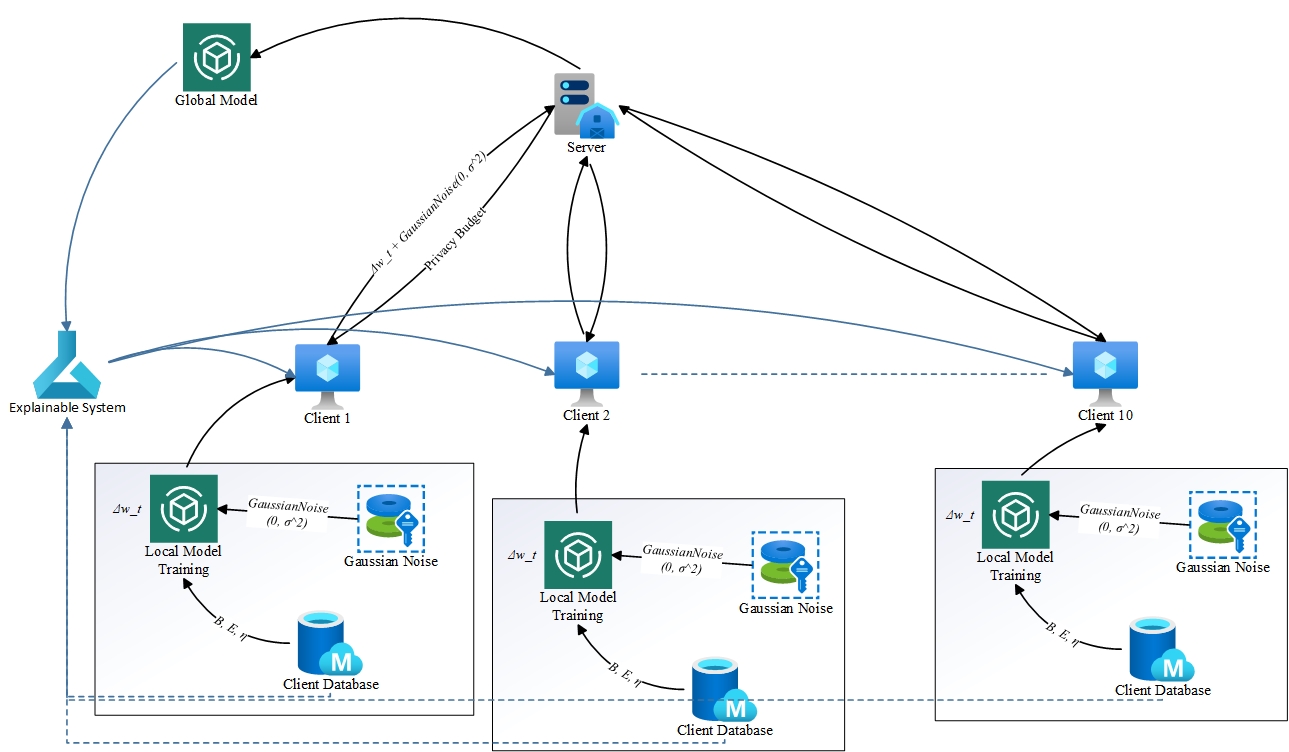 Global Model
Server
Δw_t + GaussianNoise(0, σ^2)
Privacy Budget
Explainable System
Client 1
Client 2
Client 10
Δw_t
GaussianNoise
(0, σ^2)
Local Model
Training
Gaussian Noise
B, E, η
Client Database
Δw_t
GaussianNoise
(0, σ^2)
Local Model
Training
Gaussian Noise
B, E, η
M
Client Database
Δw_t
GaussianNoise
(0, σ^2)
Local Model
Training
Gaussian Noise
B, E, η
M
Client Database
M